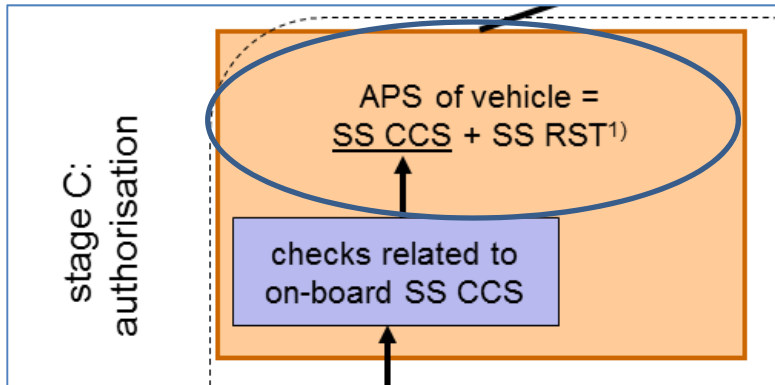 stage C:
authorisation
APS of vehicle =
SS CCS + SS RST¹⁾
checks related to
on-board SS CCS